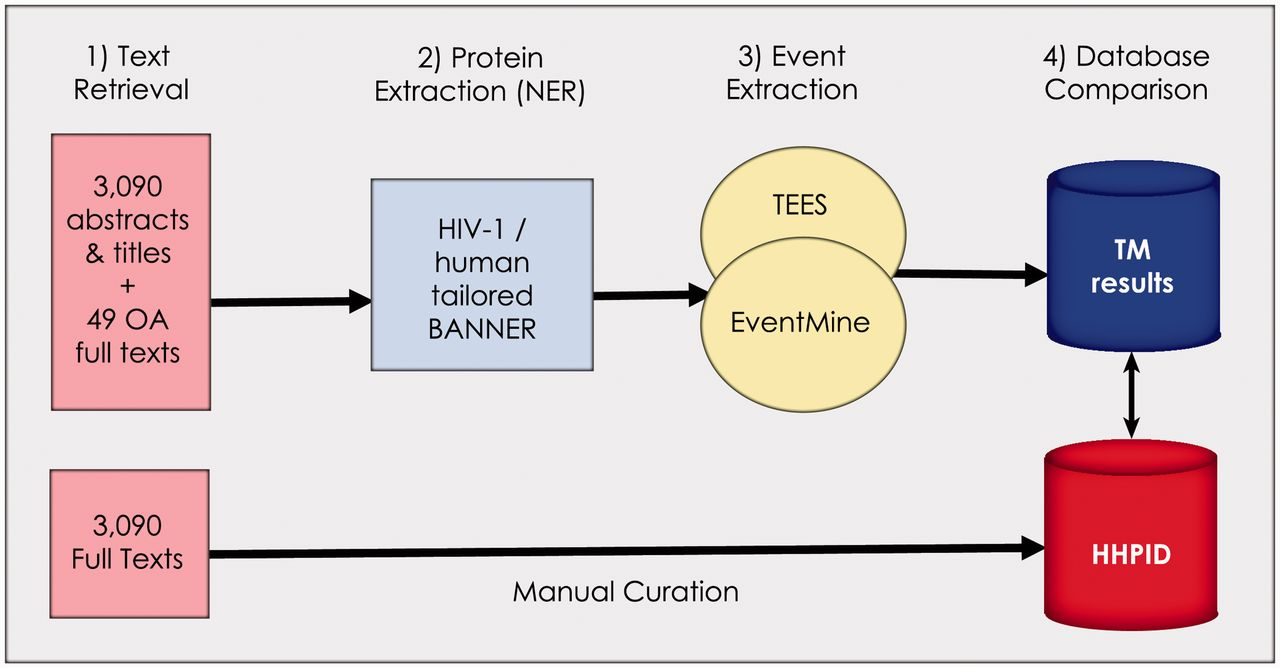 1) Text
Retrieval
2) Protein
Extraction (NER)
3) Event
Extraction
4) Database
Comparison
3,090
abstracts
& titles
+
49 OA
full texts
HIV-1 /
human
tailored
BANNER
TEES
EventMine
TM
results
3,090
Full Texts
Manual Curation
HHPID